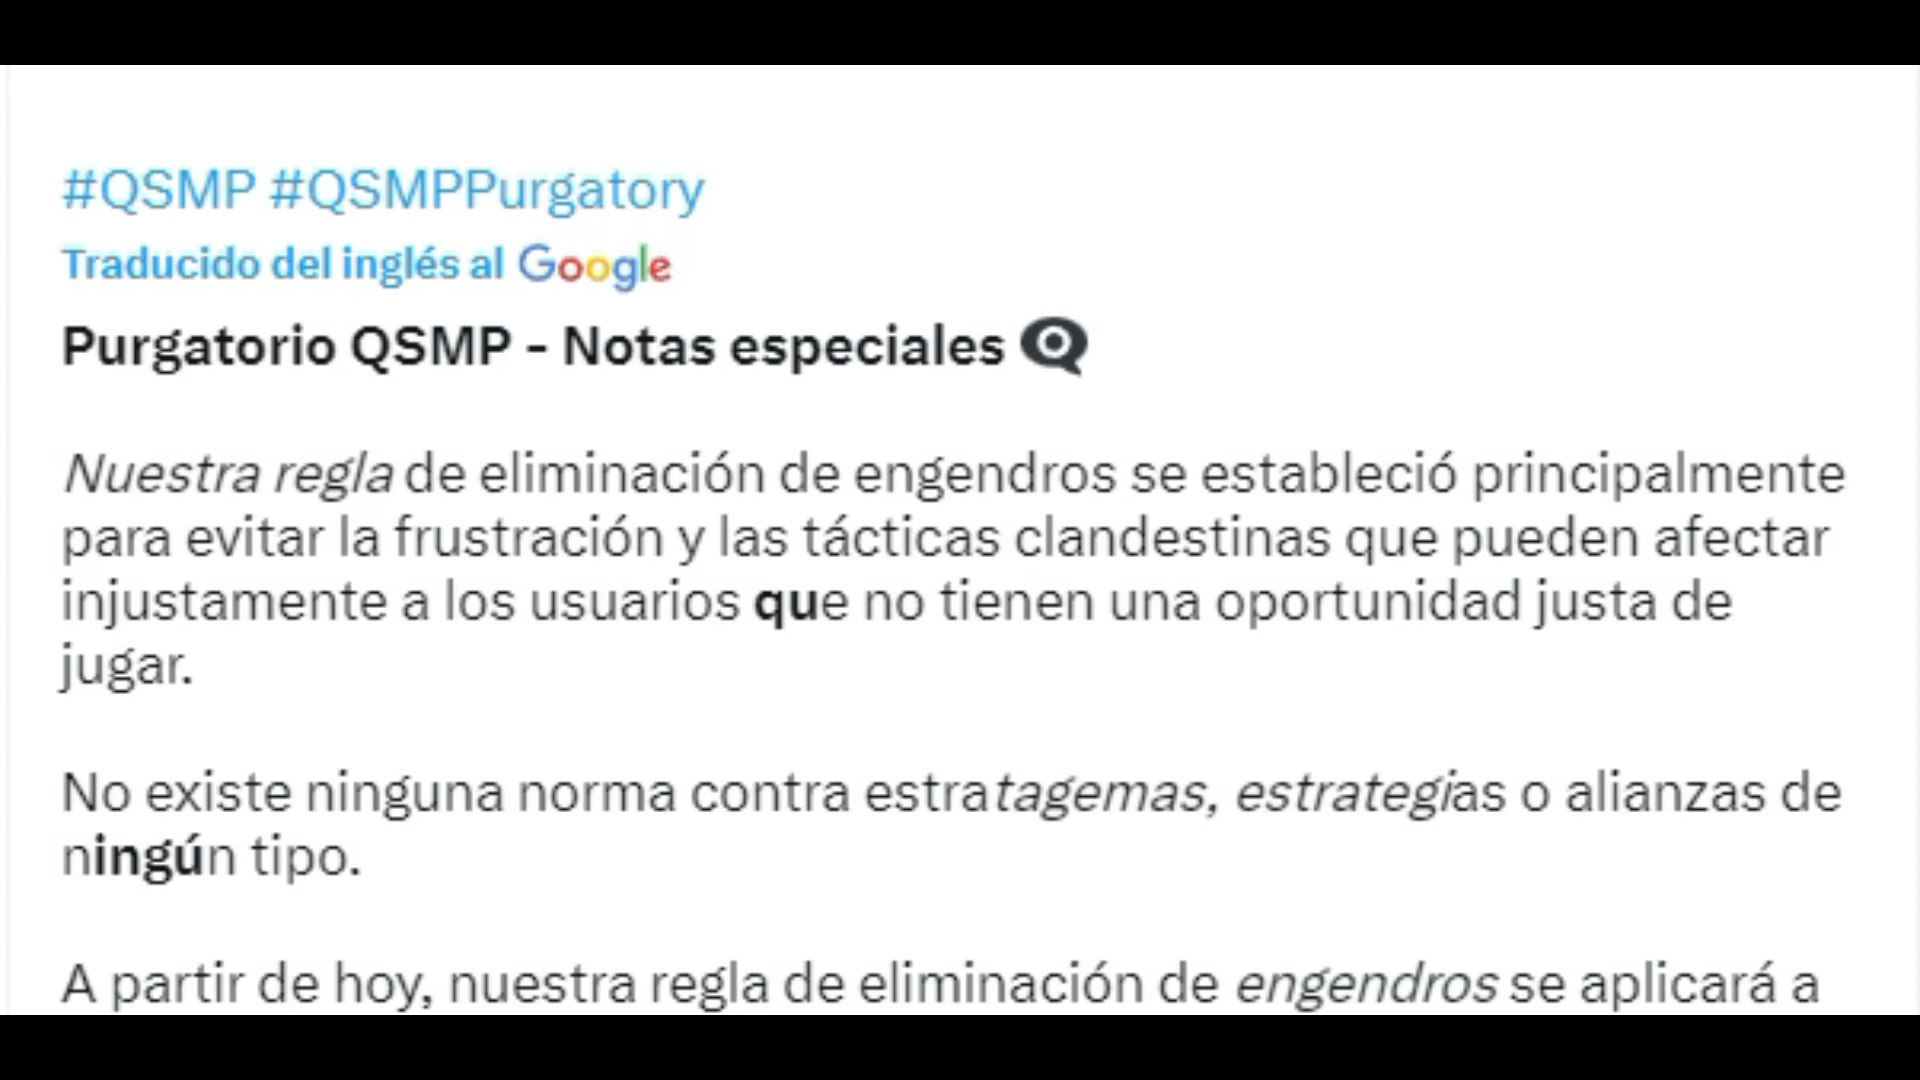 #QSMP #QSMPPurgatory
Traducido del inglés al Google
Purgatorio QSMP - Notas especiales
Nuestra regla de eliminación de engendros se estableció principalmente
para evitar la frustración y las tácticas clandestinas que pueden afectar
injustamente a los usuarios que no tienen una oportunidad justa de
jugar.
No existe ninguna norma contra estratagemas, estrategias o alianzas de
ningún tipo.
A partir de hoy, nuestra regla de eliminación de engendros se aplicará a